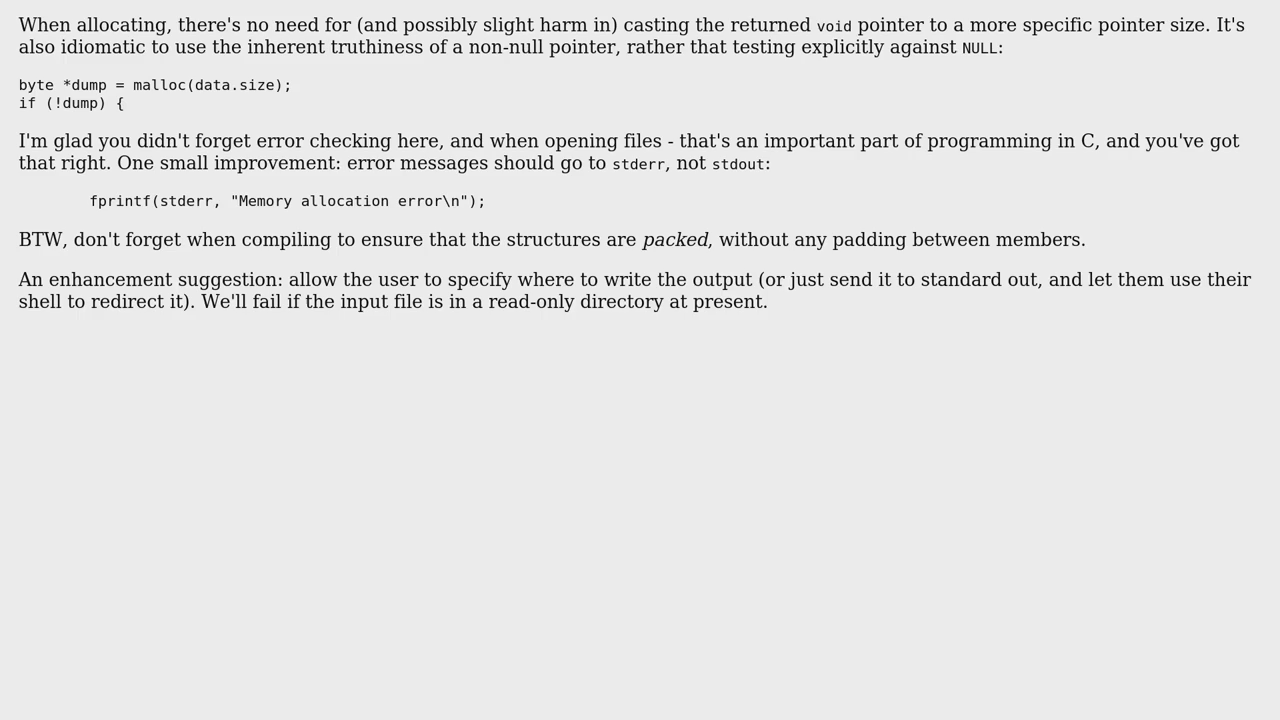 When allocating, there's no need for (and possibly slight harm in) casting the returned void pointer to a more specific pointer size. It's
also idiomatic to use the inherent truthiness of a non-null pointer, rather that testing explicitly against NULL:
byte *dump = malloc(data.size);
if (!dump) {
I'm glad you didn't forget error checking here, and when opening files - that's an important part of programming in C, and you've got
that right. One small improvement: error messages should go to stderr, not stdout:
fprintf(stderr, "Memory allocation error\n");
BTW, don't forget when compiling to ensure that the structures are packed, without any padding between members.
An enhancement suggestion: allow the user to specify where to write the output (or just send it to standard out, and let them use their
shell to redirect it). We'll fail if the input file is in a read-only directory at present.